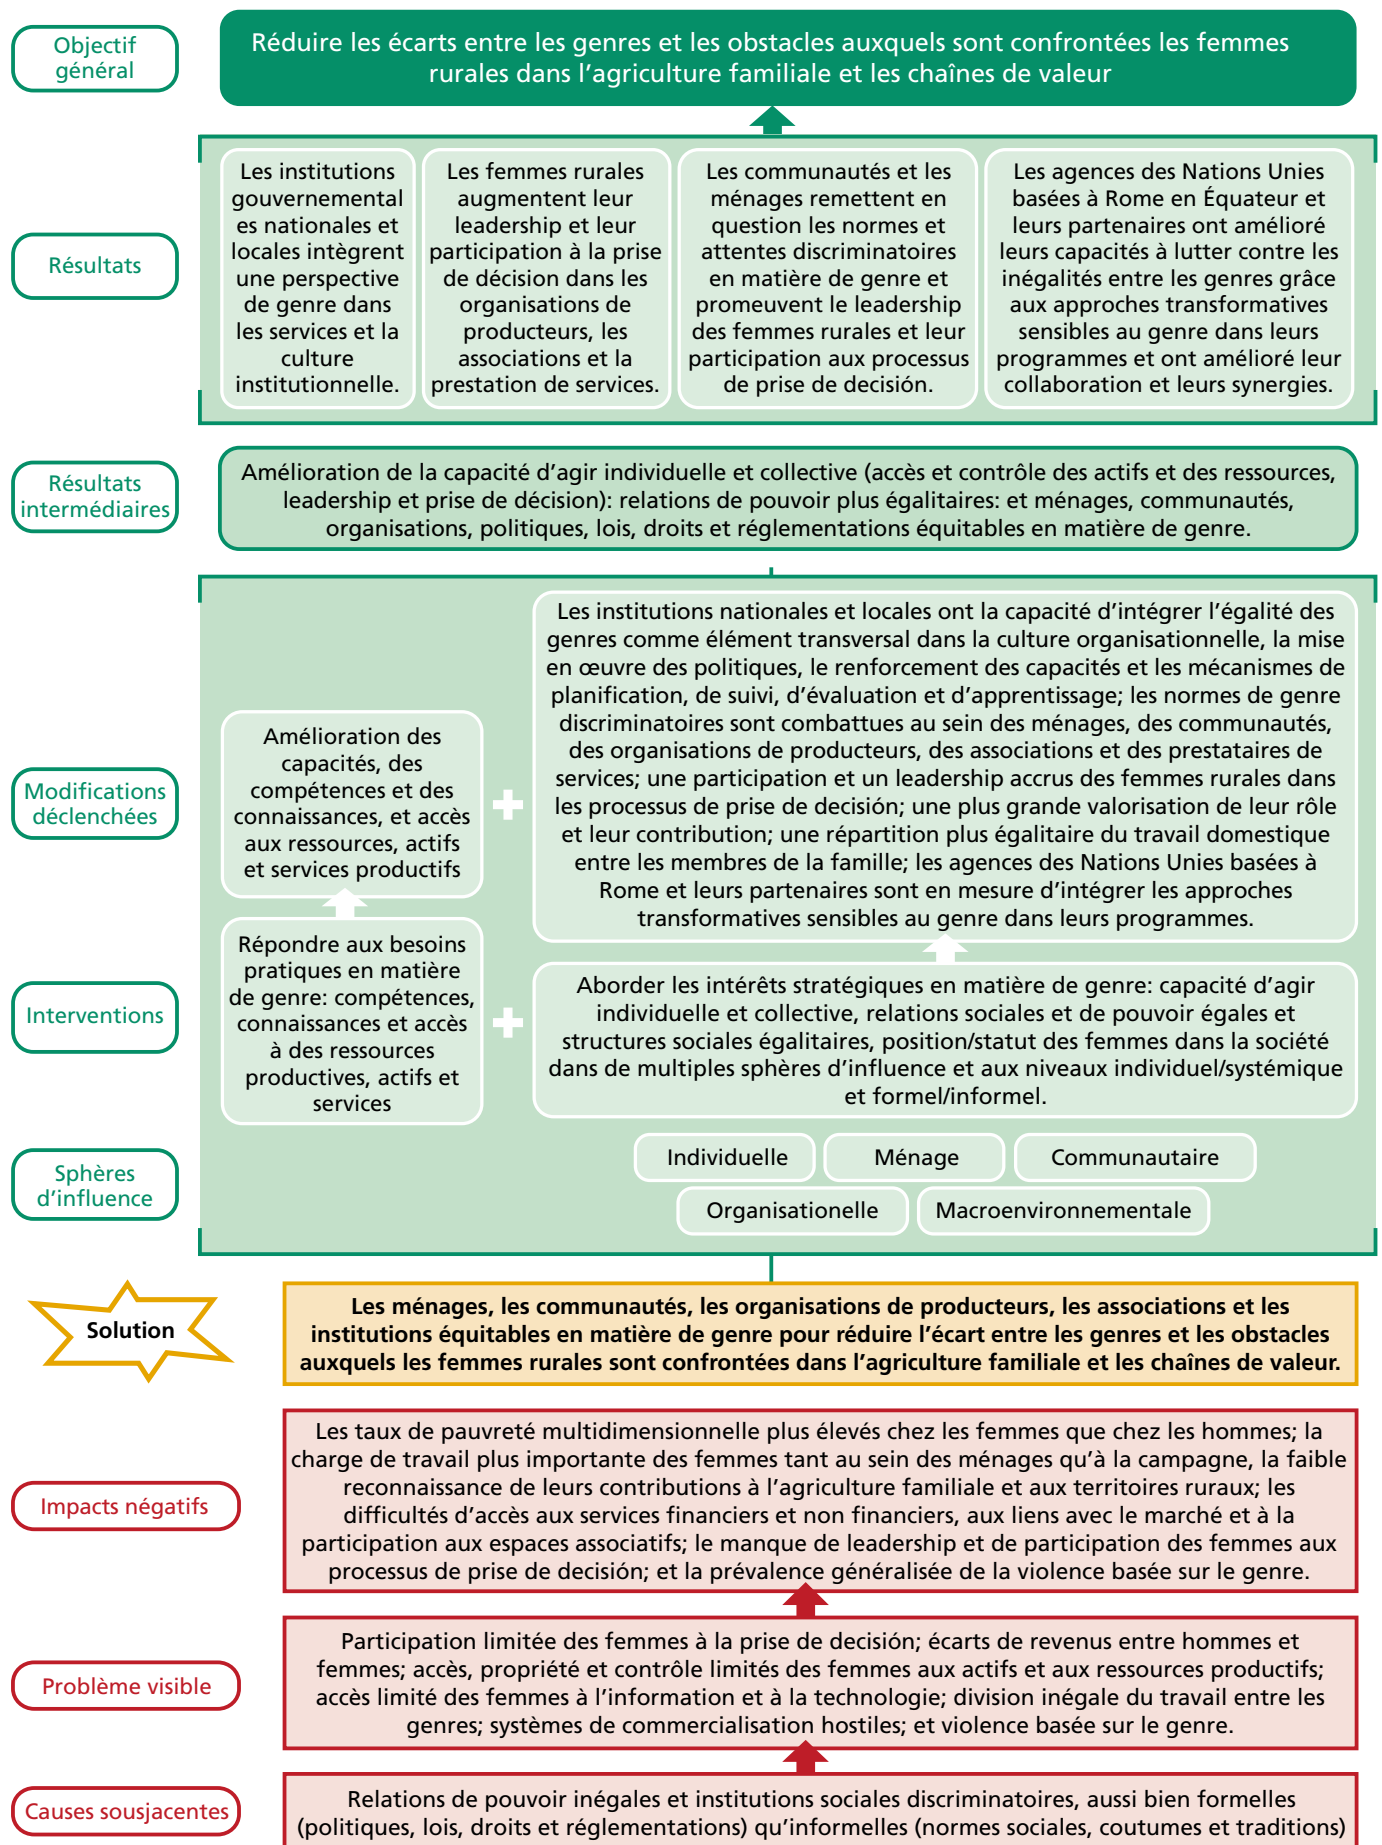 Objectif
général
Réduire les écarts entre les genres et les obstacles auxquels sont confrontées les femmes
rurales dans l’agriculture familiale et les chaînes de valeur
Résultats
Les institutions
gouvernemental
es nationales et
locales intègrent
une perspective
de genre dans
les services et la
culture
institutionnelle.
Les femmes rurales
augmentent leur
leadership et leur
participation à la prise
de décision dans les
organisations de
producteurs, les
associations et la
prestation de services.
Les communautés et les
ménages remettent en
question les normes et
attentes discriminatoires
en matière de genre et
promeuvent le leadership
des femmes rurales et leur
participation aux processus
de prise de decisión.
Les agences des Nations Unies
basées à Rome en Équateur et
leurs partenaires ont amélioré
leurs capacités à lutter contre les
inégalités entre les genres grâce
aux approches transformatives
sensibles au genre dans leurs
programmes et ont amélioré leur
collaboration et leurs synergies.
Résultats
intermédiaires
Amélioration de la capacité d’agir individuelle et collective (accès et contrôle des actifs et des ressources,
leadership et prise de décision): relations de pouvoir plus égalitaires: et ménages, communautés,
organisations, politiques, lois, droits et réglementations équitables en matière de genre.
Modifications
déclenchées
Amélioration des
capacités, des
compétences et des
connaissances, et accès
aux ressources, actifs
et services productifs
Les institutions nationales et locales ont la capacité d’intégrer l’égalité des
genres comme élément transversal dans la culture organisationnelle, la mise
en œuvre des politiques, le renforcement des capacités et les mécanismes de
planification, de suivi, d’évaluation et d’apprentissage; les normes de genre
discriminatoires sont combattues au sein des ménages, des communautés,
des organisations de producteurs, des associations et des prestataires de
services; une participation et un leadership accrus des femmes rurales dans
les processus de prise de decisión; une plus grande valorisation de leur rôle
et leur contribution; une répartition plus égalitaire du travail domestique
entre les membres de la famille; les agences des Nations Unies basées à
Rome et leurs partenaires sont en mesure d’intégrer les approches
transformatives sensibles au genre dans leurs programmes.
Interventions
Répondre aux besoins
pratiques en matière
de genre: compétences,
connaissances et accès
à des ressources
productives, actifs et
services
Aborder les intérêts stratégiques en matière de genre: capacité d’agir
individuelle et collective, relations sociales et de pouvoir égales et
structures sociales égalitaires, position/statut des femmes dans la société
dans de multiples sphères d’influence et aux niveaux individuel/systémique
et formel/informel.
Sphères
d’influence
Individuelle
Ménage
Communautaire
Organisationelle
Macroenvironnementale
Solution
Les ménages, les communautés, les organisations de producteurs, les associations et les
institutions équitables en matière de genre pour réduire l’écart entre les genres et les obstacles
auxquels les femmes rurales sont confrontées dans l’agriculture familiale et les chaînes de valeur.
Impacts négatifs
Les taux de pauvreté multidimensionnelle plus élevés chez les femmes que chez les hommes; la
charge de travail plus importante des femmes tant au sein des ménages qu’à la campagne, la faible
reconnaissance de leurs contributions à l’agriculture familiale et aux territoires ruraux; les
difficultés d’accès aux services financiers et non financiers, aux liens avec le marché et à la
participation aux espaces associatifs; le manque de leadership et de participation des femmes aux
processus de prise de decisión; et la prévalence généralisée de la violence basée sur le genre.
Problème visible
Participation limitée des femmes à la prise de decisión; écarts de revenus entre hommes et
femmes; accès, propriété et contrôle limités des femmes aux actifs et aux ressources productifs;
accès limité des femmes à l’information et à la technologie; division inégale du travail entre les
genres; systèmes de commercialisation hostiles; et violence basée sur le genre.
Causes sousjacentes
Relations de pouvoir inégales et institutions sociales discriminatoires, aussi bien formelles
(politiques, lois, droits et réglementations) qu’informelles (normes sociales, coutumes et traditions)